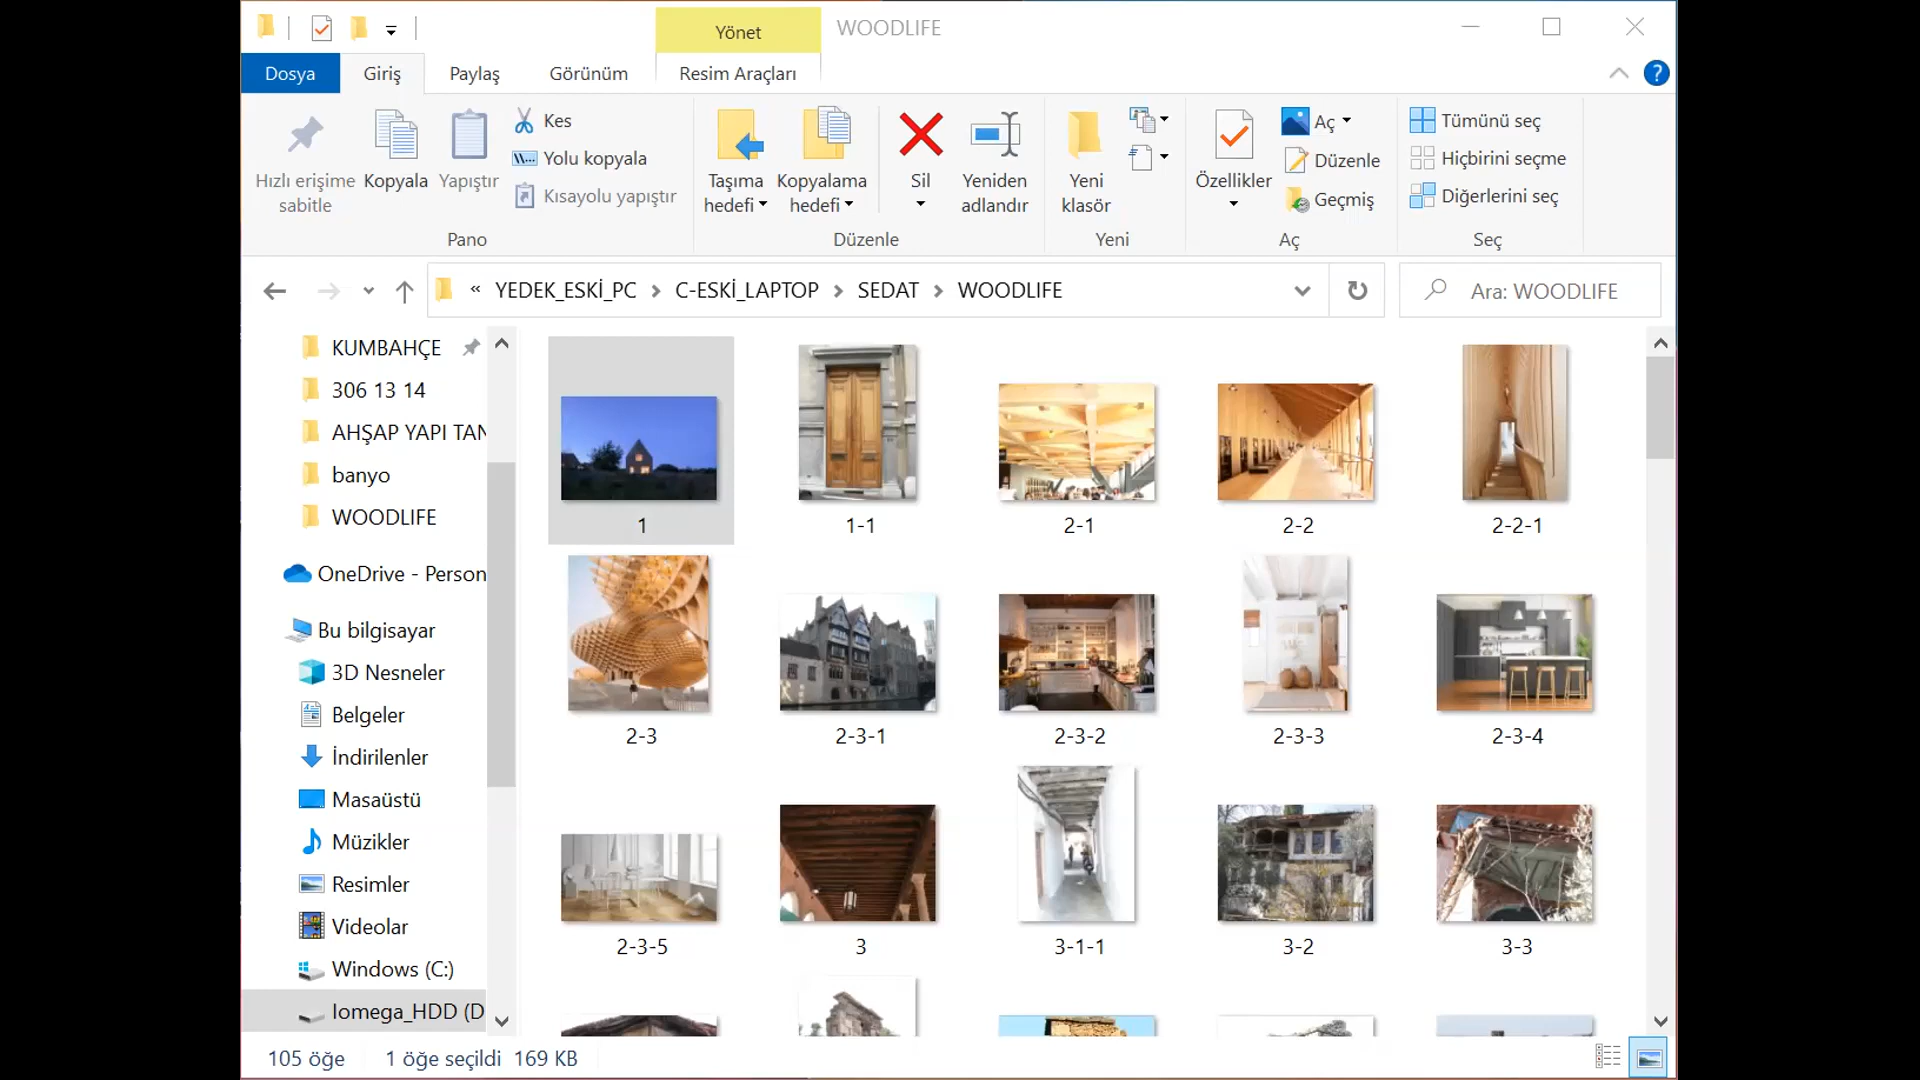 Yönet
WOODLIFE
Dosya
Giriş
Paylaş
Görünüm
Resim Araçları
?
Hızlı erişime
sabitle
Kopyala
Yapıştır
Kes
Yolu kopyala
Kısayolu yapıştır
Pano
Taşıma
hedefi
Kopyalama
hedefi
Sil
Yeniden
adlandır
Düzenle
Yeni
klasör
Yeni
Özellikler
Aç
Düzenle
Geçmiş
Aç
Tümünü seç
Hiçbirini seçme
Diğerlerini seç
Seç
« YEDEK_ESKİ_PC > C-ESKİ_LAPTOP > SEDAT > WOODLIFE
Ara: WOODLIFE
KUMBAHÇE
306 13 14
AHŞAP YAPI TAN
banyo
WOODLIFE
OneDrive - Person
Bu bilgisayar
3D Nesneler
Belgeler
İndirilenler
Masaüstü
Müzikler
Resimler
Videolar
Windows (C:)
Iomega_HDD (D
1
1-1
2-1
2-2
2-2-1
2-3
2-3-1
2-3-2
2-3-3
2-3-4
2-3-5
3
3-1-1
3-2
3-3
105 öğe
1 öğe seçildi 169 KB